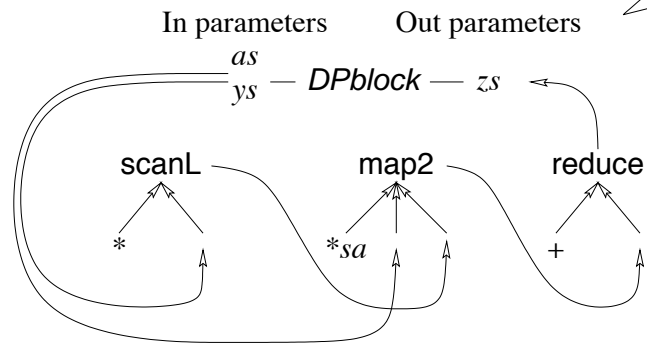 In parameters Out parameters
as
ys — DPblock — zs
scanL map2 reduce
* *sa +